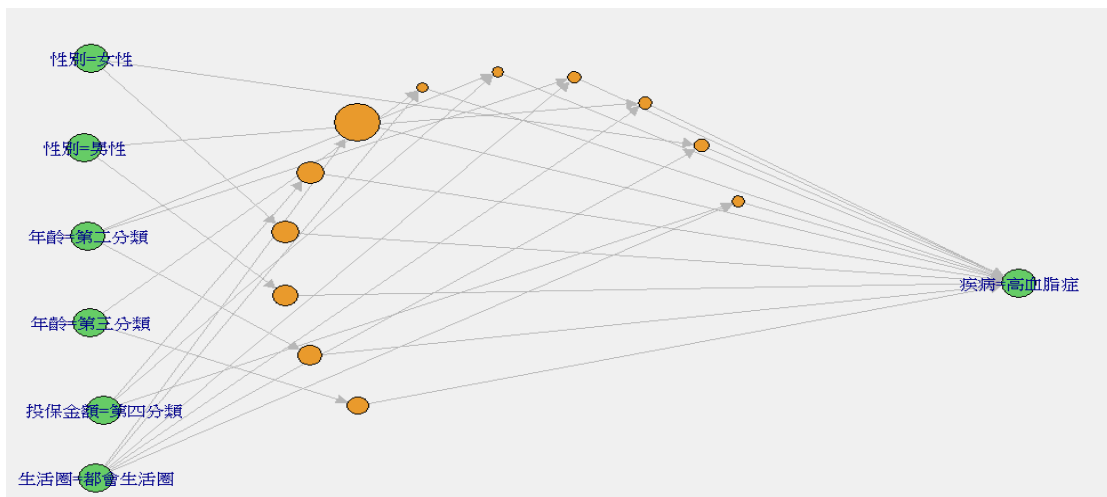 性別=女性
性別=男性
年齡=第二分類
年齡=第三分類
投保金額=第四分類
生活圈=都會生活圈
疾病=高血脂症